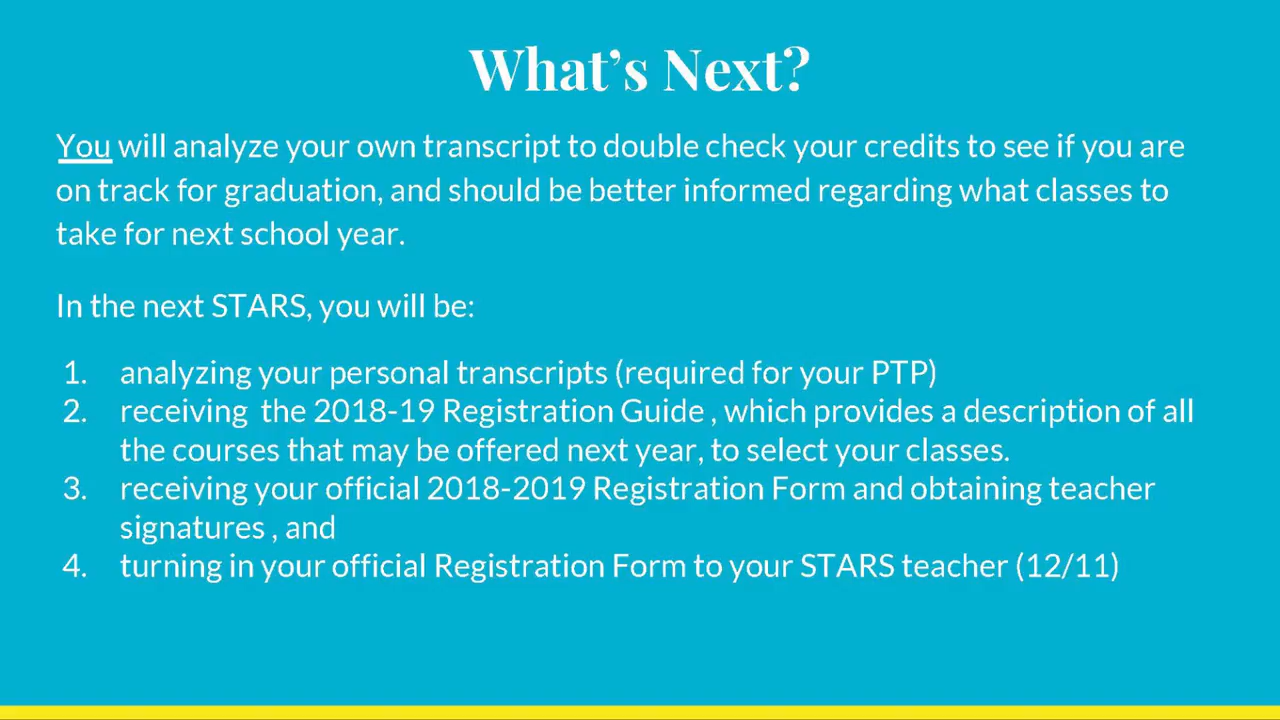 What's Next?
You will analyze your own transcript to double check your credits to see if you are
on track for graduation, and should be better informed regarding what classes to
take for next school year.
In the next STARS, you will be:
1. analyzing your personal transcripts (required for your PTP)
2. receiving  the 2018-19 Registration Guide , which provides a description of all
the courses that may be offered next year, to select your classes.
3. receiving your official 2018-2019 Registration Form and obtaining teacher
signatures , and
4. turning in your official Registration Form to your STARS teacher (12/11)